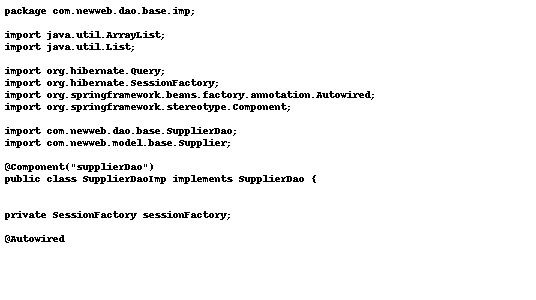 package com.newweb.dao.base.imp;
import java.util.ArrayList;
import java.util.List;
import org.hibernate.Query;
import org.hibernate.SessionFactory;
import org.springframework.beans.factory.annotation.Autowired;
import org.springframework.stereotype.Component;
import com.newweb.dao.base.SupplierDao;
import com.newweb.model.base.Supplier;
@Component("supplierDao")
public class SupplierDaoImp implements SupplierDao {
private SessionFactory sessionFactory;
@Autowired